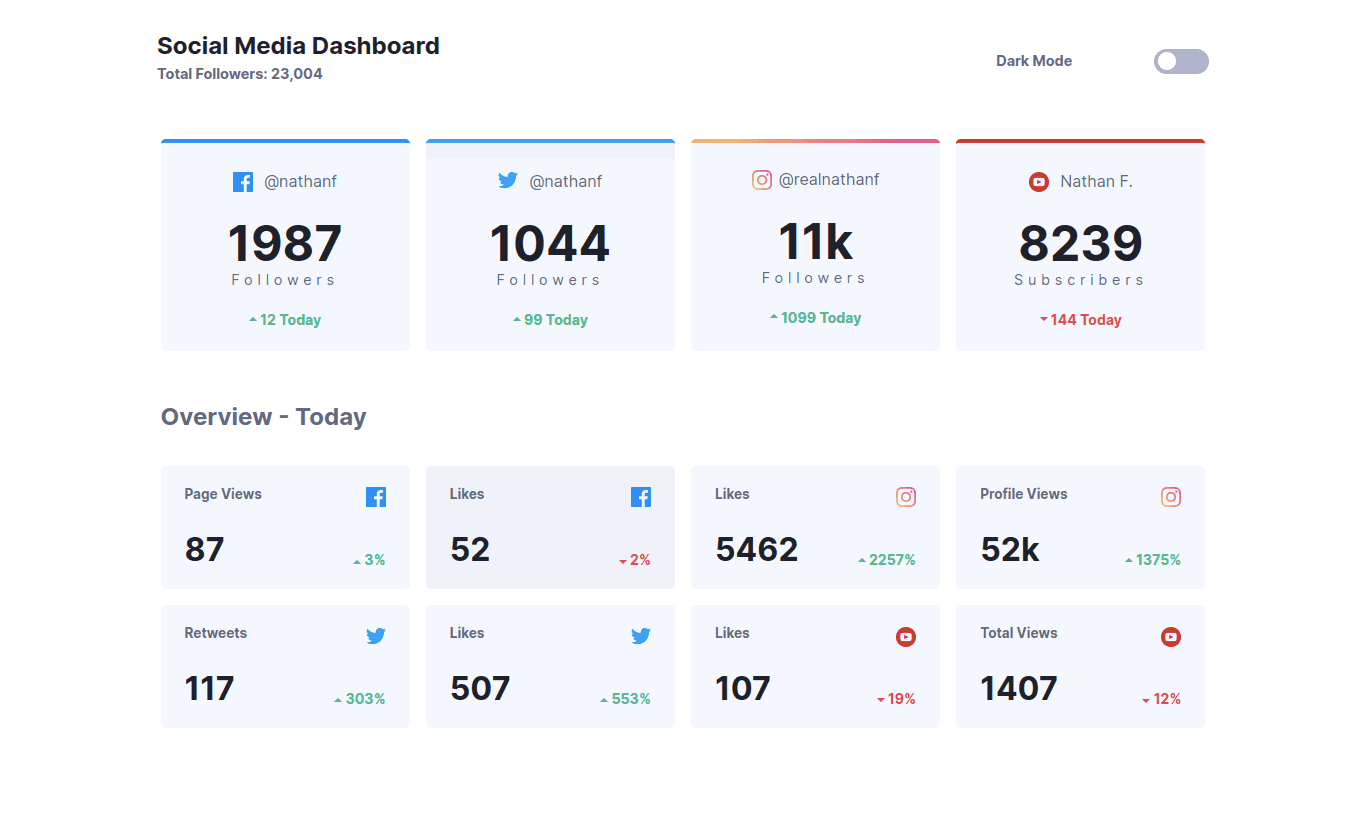 Social Media Dashboard
Total Followers: 23,004
Dark Mode
@nathanf
1987
Followers
12 Today
@nathanf
1044
Followers
99 Today
@realnathanf
11k
Followers
1099 Today
Nathan F.
8239
Subscribers
144 Today
Overview - Today
Page Views
87
3%
Likes
52
2%
Likes
5462
2257%
Profile Views
52k
1375%
Retweets
117
303%
Likes
507
553%
Likes
107
19%
Total Views
1407
12%